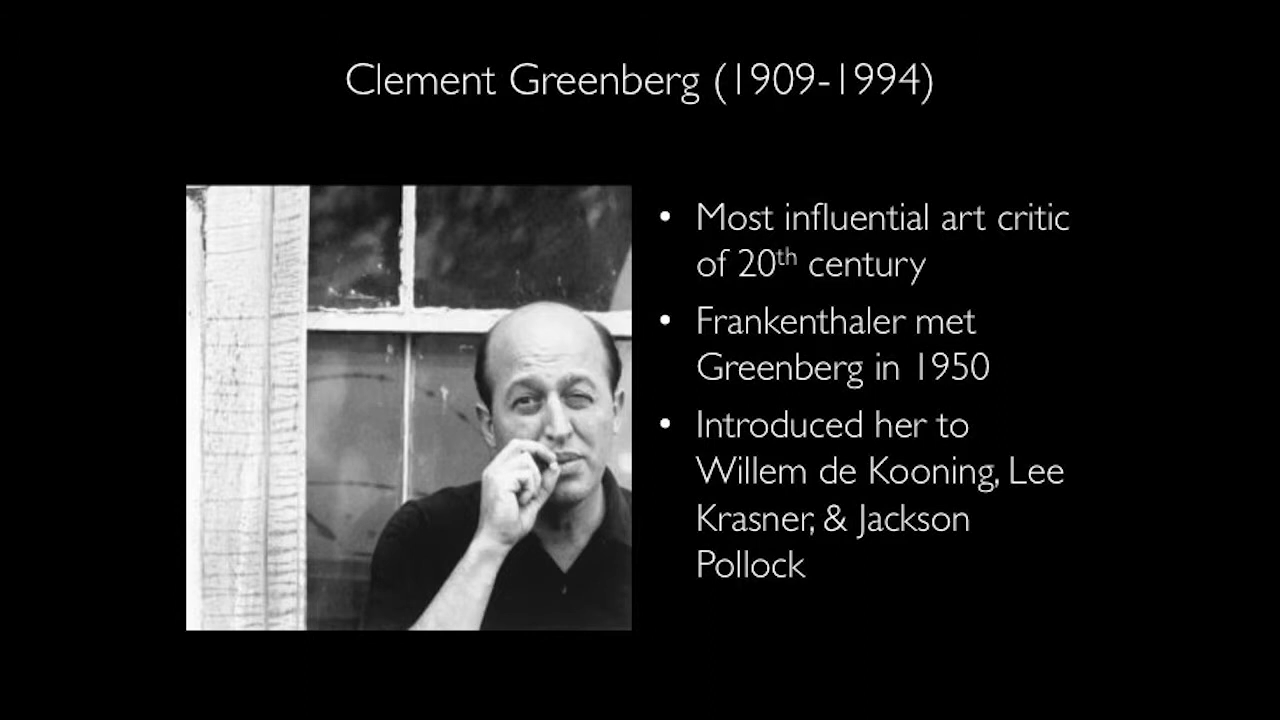 Clement Greenberg (1909-1994)
• Most influential art critic
of 20th century
• Frankenthaler met
Greenberg in 1950
• Introduced her to
Willem de Kooning, Lee
Krasner, & Jackson
Pollock